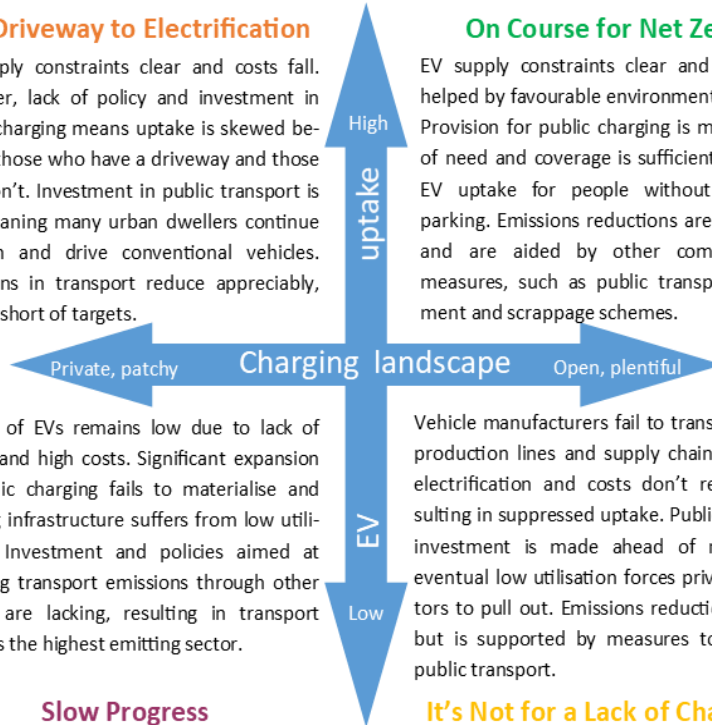 Driveway to Electrification
ply constraints clear and costs fall.
er, lack of policy and investment in
charging means uptake is skewed be-
those who have a driveway and those
on't. Investment in public transport is
aning many urban dwellers continue
n and drive conventional vehicles.
ns in transport reduce appreciably,
short of targets.
High
uptake
On Course for Net Ze
EV supply constraints clear and
helped by favourable environment
Provision for public charging is m
of need and coverage is sufficient
EV uptake for people without
parking. Emissions reductions are
and are aided by other com
measures, such as public transp
ment and scrappage schemes.
Private, patchy
Charging landscape
Open, plentiful
of EVs remains low due to lack of
and high costs. Significant expansion
ic charging fails to materialise and
infrastructure suffers from low utili-
Investment and policies aimed at
ng transport emissions through other
are lacking, resulting in transport
s the highest emitting sector.
Slow Progress
EV
Low
Vehicle manufacturers fail to trans
production lines and supply chain
electrification and costs don't re
sulting in suppressed uptake. Publi
investment is made ahead of
eventual low utilisation forces priv
tors to pull out. Emissions reducti
but is supported by measures to
public transport.
It's Not for a Lack of Cha